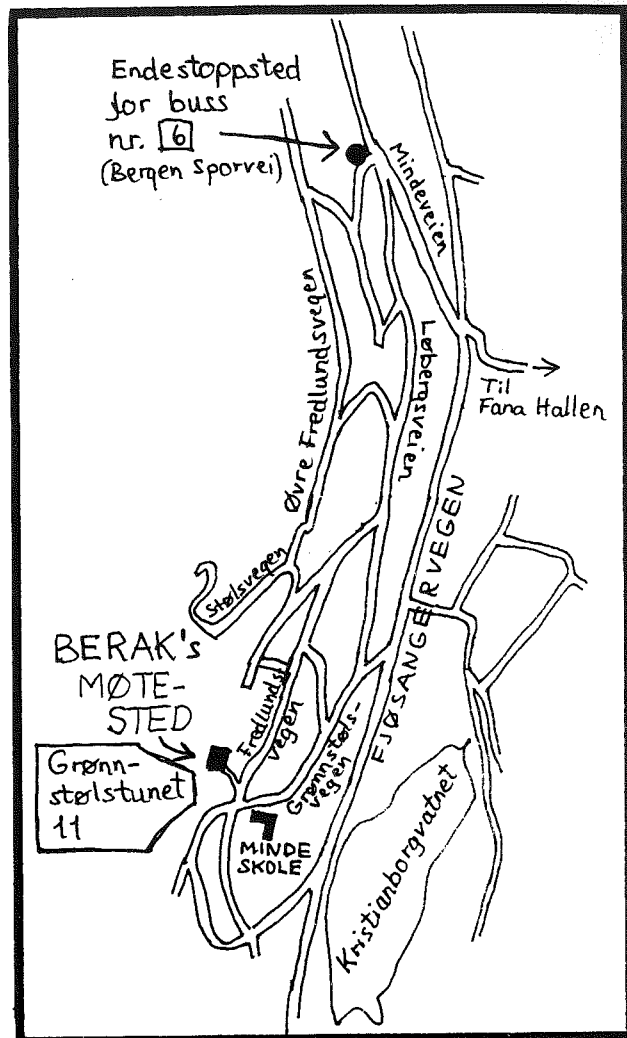 Endestoppsted
for buss
nr. 6
(Bergen Sporvei)
Mindeveien
Øvre Fredlundsvegen
Løbergsveien
Til
Fana Hallen
FJØSANGERVEGEN
Stølsvegen
BERAK's
MØTE-
STED
Grønn-
stølstunet
11
Fredlunds
vegen
Grønnstøls-
vegen
MINDE
SKOLE
Kristianborgvatnet